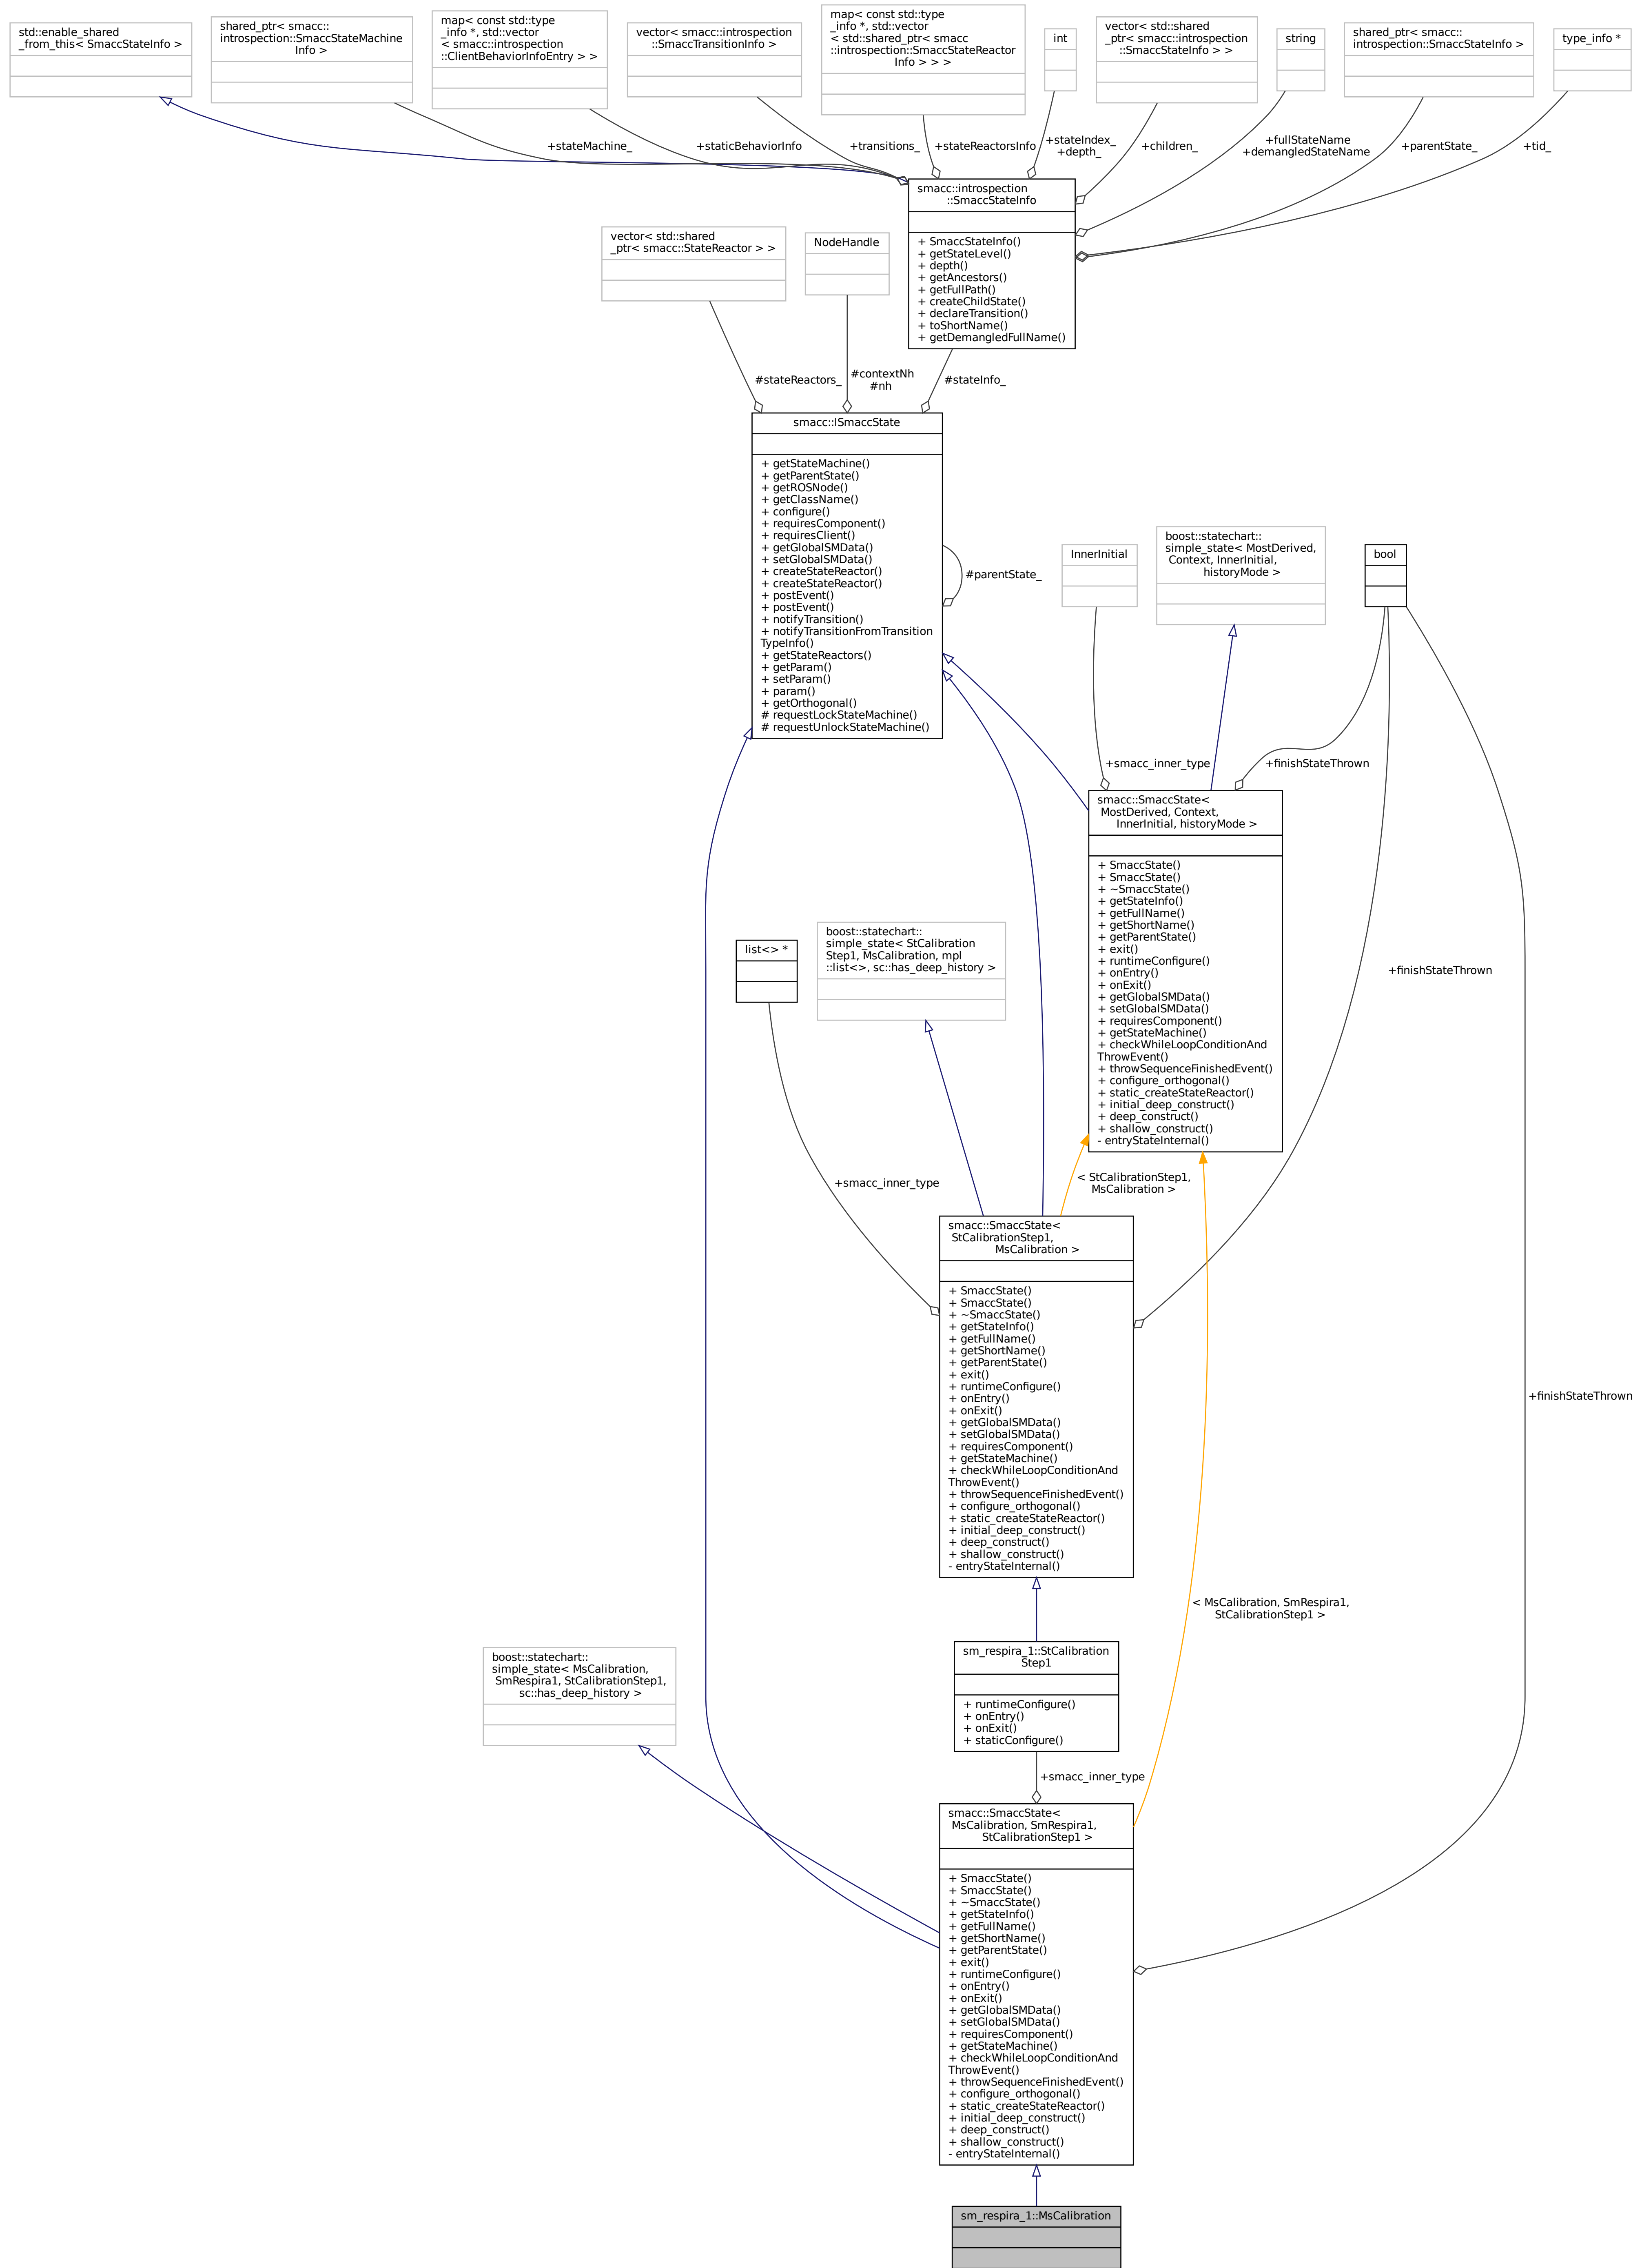 std::enable_shared
_from_this< SmaccStateInfo >
shared_ptr< smacc::
introspection::SmaccStateMachine
Info >
map< const std::type
_info *, std::vector
< smacc::introspection
::ClientBehaviorInfoEntry > >
vector< smacc::introspection
::SmaccTransitionInfo >
map< const std::type
_info *, std::vector
< std::shared_ptr< smacc
::introspection::SmaccStateReactor
Info > > >
int
vector< std::shared
_ptr< smacc::introspection
::SmaccStateInfo > >
string
shared_ptr< smacc::
introspection::SmaccStateInfo >
type_info *
+stateMachine_
+staticBehaviorInfo
+transitions_
+stateReactorsInfo
+stateIndex_
+depth_
+children_
+fullStateName
+demangledStateName
+parentState_
+tid_
smacc::introspection
::SmaccStateInfo
+ SmaccStateInfo()
+ getStateLevel()
+ depth()
+ getAncestors()
+ getFullPath()
+ createChildState()
+ declareTransition()
+ toShortName()
+ getDemangledFullName()
vector< std::shared
_ptr< smacc::StateReactor > >
NodeHandle
#stateReactors_
#contextNh
#nh
#stateInfo_
smacc::ISmaccState
+ getStateMachine()
+ getParentState()
+ getROSNode()
+ getClassName()
+ configure()
+ requiresComponent()
+ requiresClient()
+ getGlobalSMData()
+ setGlobalSMData()
+ createStateReactor()
+ createStateReactor()
+ postEvent()
+ postEvent()
+ notifyTransition()
+ notifyTransitionFromTransition
TypeInfo()
+ getStateReactors()
+ getParam()
+ setParam()
+ param()
+ getOrthogonal()
# requestLockStateMachine()
# requestUnlockStateMachine()
#parentState_
InnerInitial
boost::statechart::
simple_state< MostDerived,
Context, InnerInitial,
historyMode >
bool
+smacc_inner_type
+finishStateThrown
smacc::SmaccState<
MostDerived, Context,
InnerInitial, historyMode >
+ SmaccState()
+ SmaccState()
+ ~SmaccState()
+ getStateInfo()
+ getFullName()
+ getShortName()
+ getParentState()
+ exit()
+ runtimeConfigure()
+ onEntry()
+ onExit()
+ getGlobalSMData()
+ setGlobalSMData()
+ requiresComponent()
+ getStateMachine()
+ checkWhileLoopConditionAnd
ThrowEvent()
+ throwSequenceFinishedEvent()
+ configure_orthogonal()
+ static_createStateReactor()
+ initial_deep_construct()
+ deep_construct()
+ shallow_construct()
- entryStateInternal()
list<> *
boost::statechart::
simple_state< StCalibration
Step1, MsCalibration, mpl
::list<>, sc::has_deep_history >
+finishStateThrown
+smacc_inner_type
< StCalibrationStep1,
MsCalibration >
smacc::SmaccState<
StCalibrationStep1,
MsCalibration >
+ SmaccState()
+ SmaccState()
+ ~SmaccState()
+ getStateInfo()
+ getFullName()
+ getShortName()
+ getParentState()
+ exit()
+ runtimeConfigure()
+ onEntry()
+ onExit()
+ getGlobalSMData()
+ setGlobalSMData()
+ requiresComponent()
+ getStateMachine()
+ checkWhileLoopConditionAnd
ThrowEvent()
+ throwSequenceFinishedEvent()
+ configure_orthogonal()
+ static_createStateReactor()
+ initial_deep_construct()
+ deep_construct()
+ shallow_construct()
- entryStateInternal()
+finishStateThrown
< MsCalibration, SmRespira1,
StCalibrationStep1 >
sm_respira_1::StCalibration
Step1
+ runtimeConfigure()
+ onEntry()
+ onExit()
+ staticConfigure()
boost::statechart::
simple_state< MsCalibration,
SmRespira1, StCalibrationStep1,
sc::has_deep_history >
+smacc_inner_type
smacc::SmaccState<
MsCalibration, SmRespira1,
StCalibrationStep1 >
+ SmaccState()
+ SmaccState()
+ ~SmaccState()
+ getStateInfo()
+ getFullName()
+ getShortName()
+ getParentState()
+ exit()
+ runtimeConfigure()
+ onEntry()
+ onExit()
+ getGlobalSMData()
+ setGlobalSMData()
+ requiresComponent()
+ getStateMachine()
+ checkWhileLoopConditionAnd
ThrowEvent()
+ throwSequenceFinishedEvent()
+ configure_orthogonal()
+ static_createStateReactor()
+ initial_deep_construct()
+ deep_construct()
+ shallow_construct()
- entryStateInternal()
sm_respira_1::MsCalibration